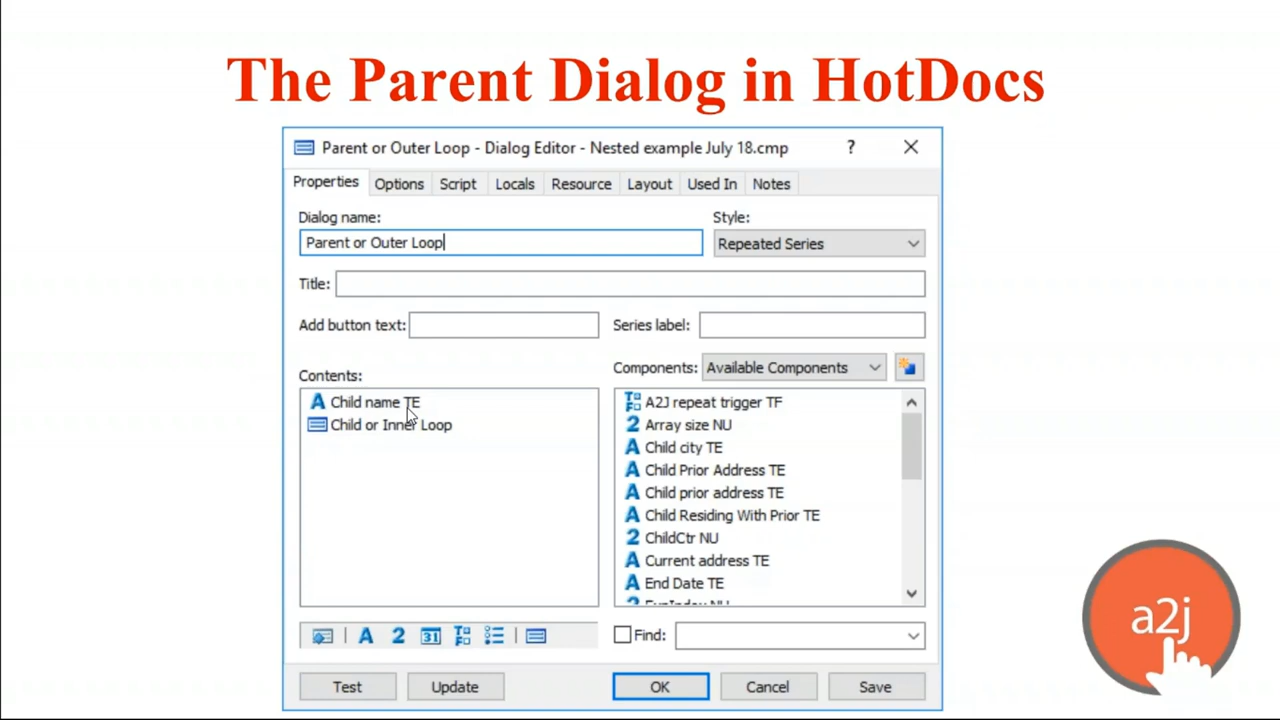 The Parent Dialog in HotDocs
Parent or Outer Loop - Dialog Editor - Nested example July 18.cmp
?
Properties Options Script Locals Resource Layout Used In Notes
Dialog name: Style:
Parent or Outer Loop Repeated Series
Title:
Add button text: Series label:
Components: Available Components
Contents:
Child name TE
Child or Inner Loop
A2J repeat trigger TF
Array size NU
Child city TE
Child Prior Address TE
Child prior address TE
Child Residing With Prior TE
ChildCtr NU
Current address TE
End Date TE
Find:
Test Update OK Cancel Save
a2j